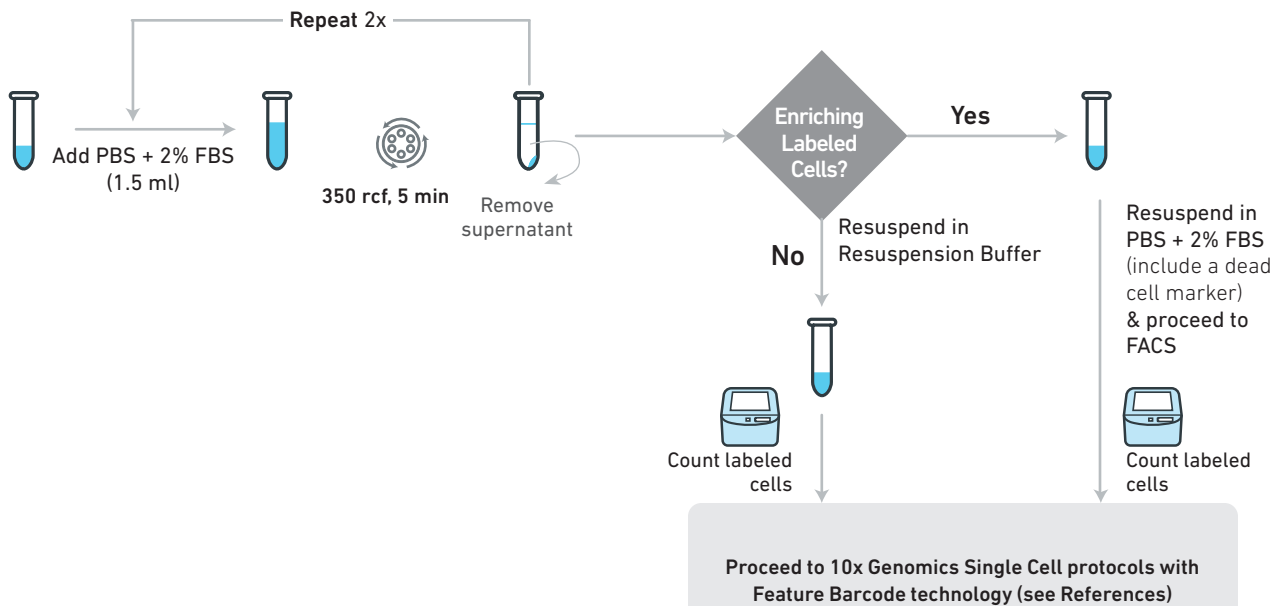 Repeat 2x
Add PBS + 2% FBS
(1.5 ml)
350 rcf, 5 min
Remove
supernatant
Enriching
Labeled
Cells?
Yes
No
Resuspend in
Resuspension Buffer
Resuspend in
PBS + 2% FBS
(include a dead
cell marker)
& proceed to
FACS
Count labeled
cells
Count labeled
cells
Proceed to 10x Genomics Single Cell protocols with
Feature Barcode technology (see References)